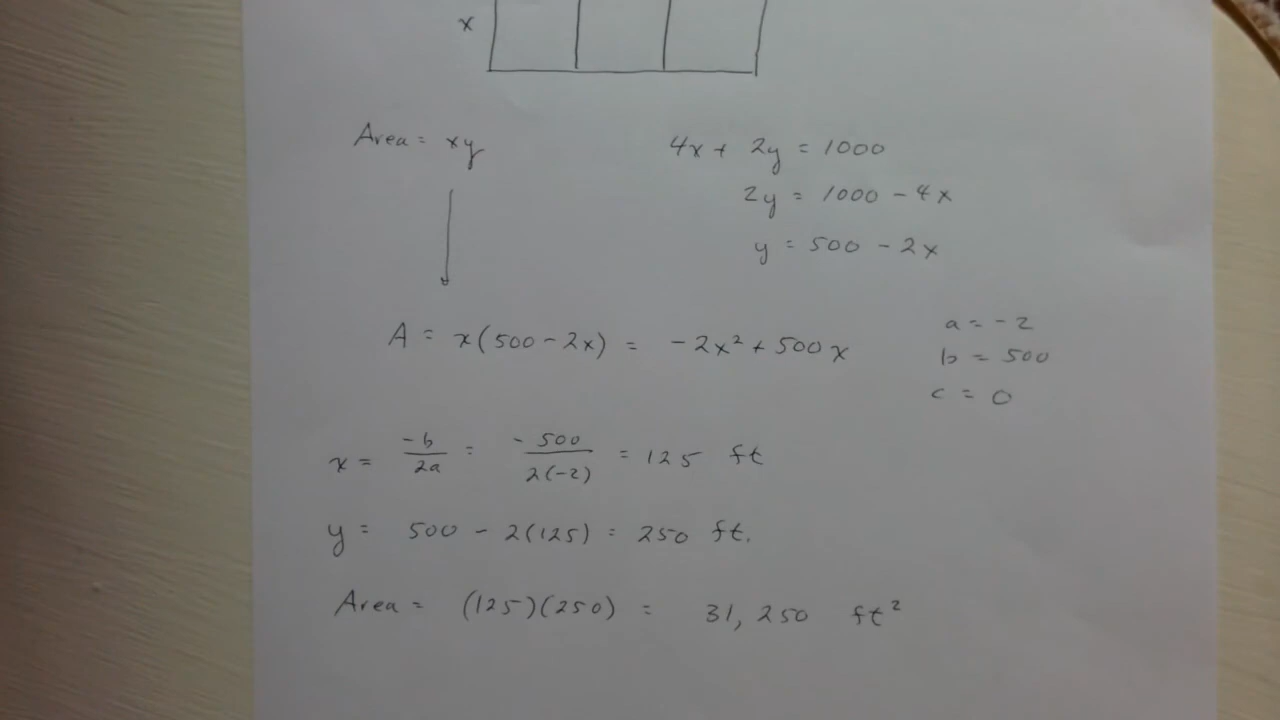 x
Area = xy
4x + 2y = 1000
2y = 1000 - 4x
y = 500 - 2x
A = x(500 - 2x) = -2x² + 500x
a = -2
b = 500
c = 0
x = -b/2a = -500/2(-2) = 125 ft
y = 500 - 2(125) = 250 ft.
Area = (125)(250) = 31,250 ft²